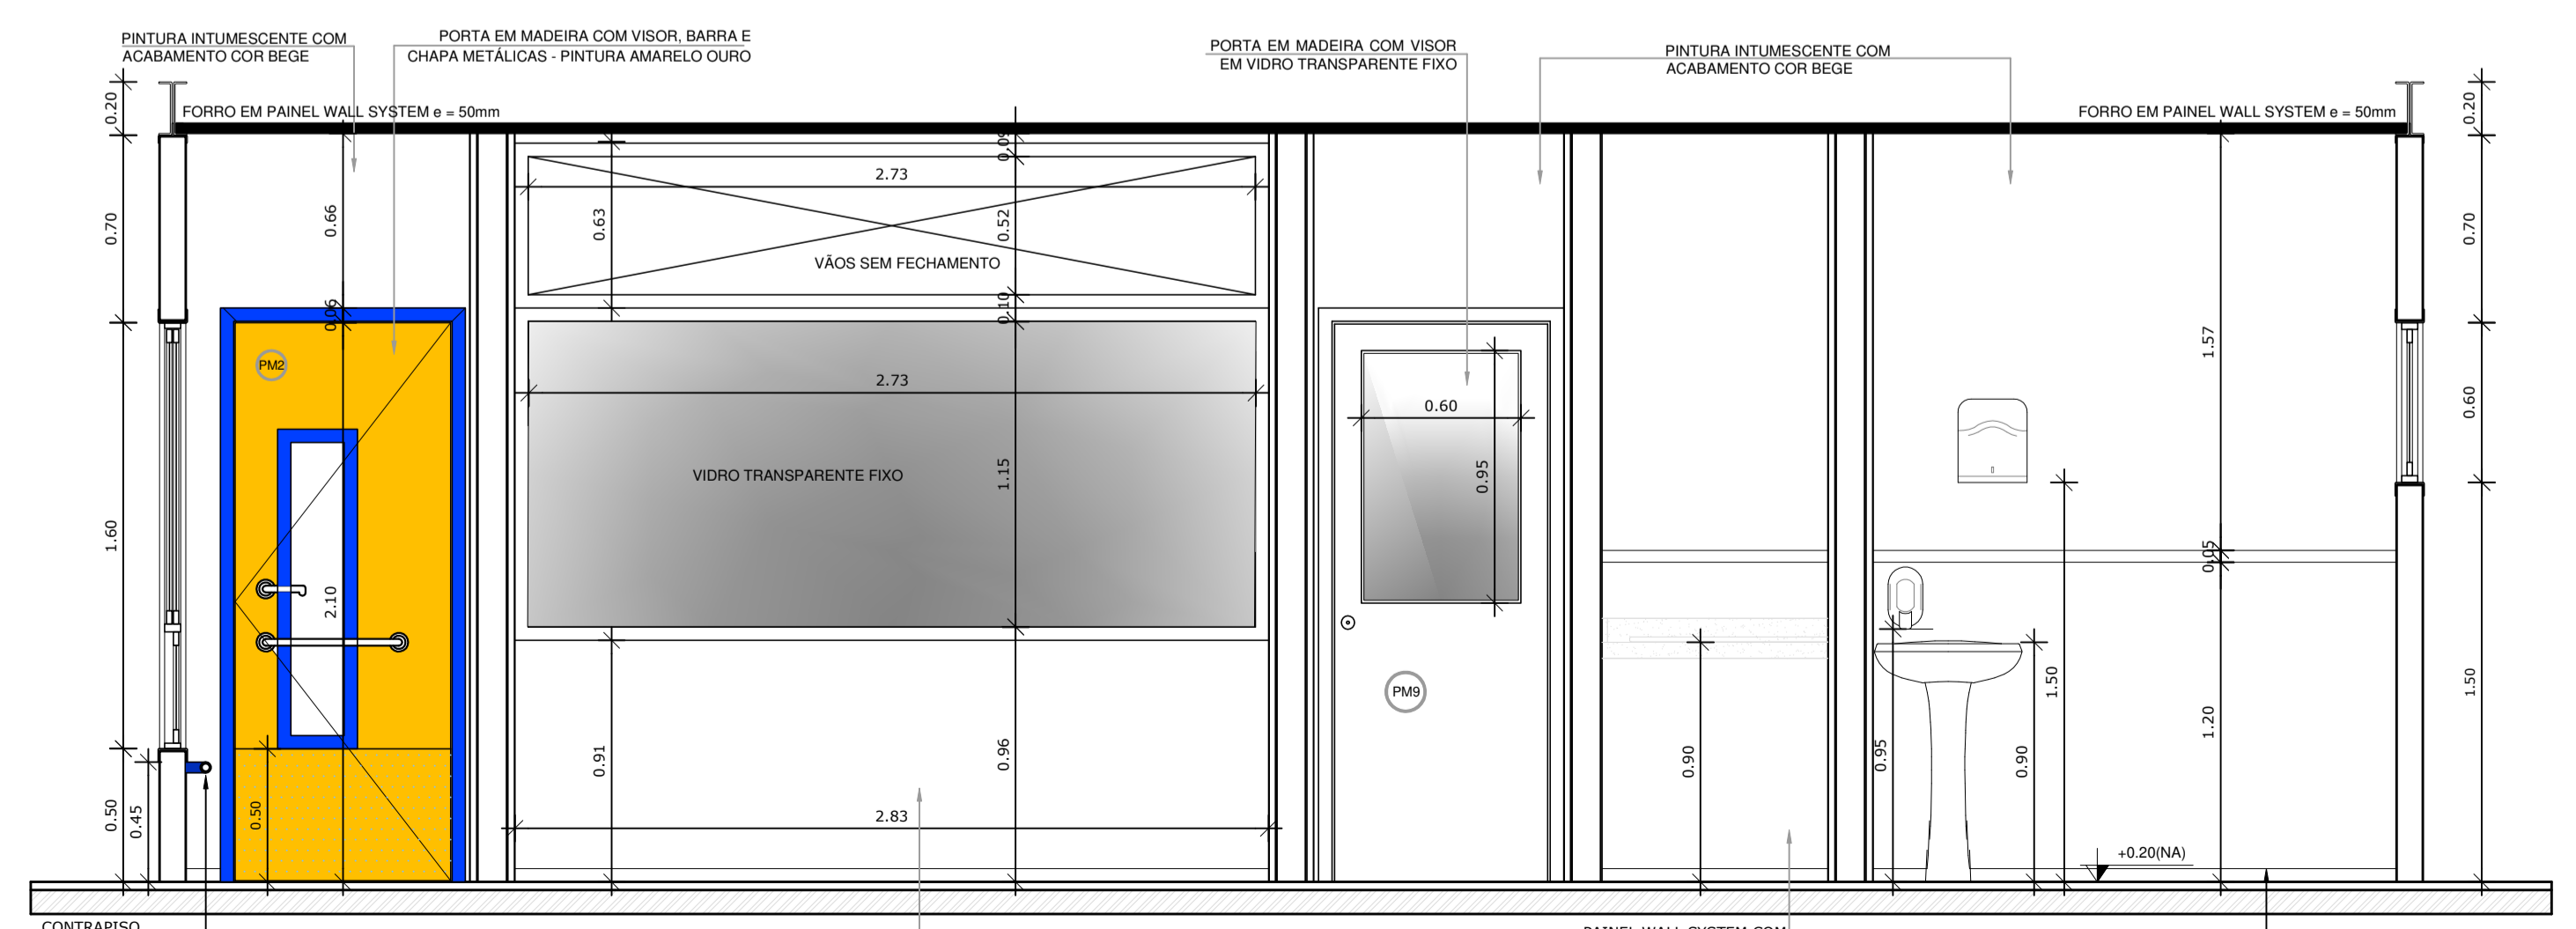 PINTURA INTUMESCENTE COM
ACABAMENTO COR BEGE
PORTA EM MADEIRA COM VISOR, BARRA E
CHAPA METÁLICAS - PINTURA AMARELO OURO
PORTA EM MADEIRA COM VISOR
EM VIDRO TRANSPARENTE FIXO
PINTURA INTUMESCENTE COM
ACABAMENTO COR BEGE
FORRO EM PAINEL WALL SYSTEM e = 50mm
FORRO EM PAINEL WALL SYSTEM e = 50mm
0.20
0.70
1.60
0.50
0.45
0.66
0.06
2.10
0.50
PM2
0.63
0.91
2.73
0.09
0.52
VÃOS SEM FECHAMENTO
0.10
2.73
VIDRO TRANSPARENTE FIXO
1.15
0.96
2.83
0.60
0.95
PM9
0.90
0.95
0.90
1.50
1.57
0.05
1.20
+0.20(NA)
0.20
0.70
0.60
1.50
CONTRAPISO
PAINEL WALL SYSTEM COM